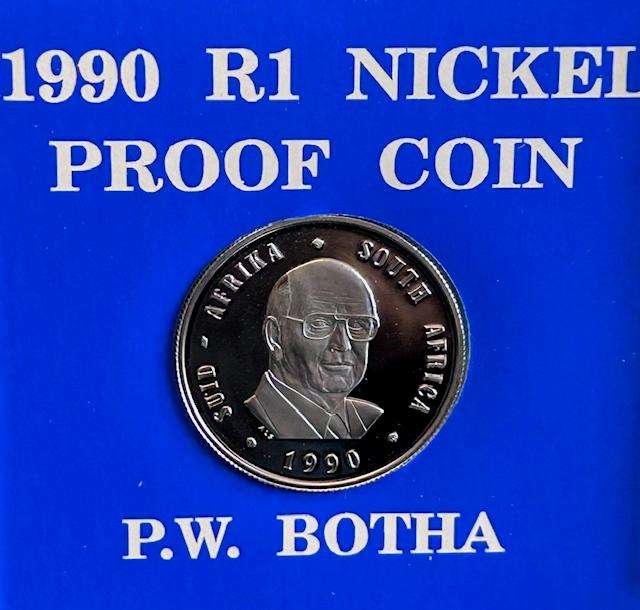 1990 R1 NICKEL
PROOF COIN
SUID - AFRIKA • SOUTH AFRICA
1990
P.W. BOTHA